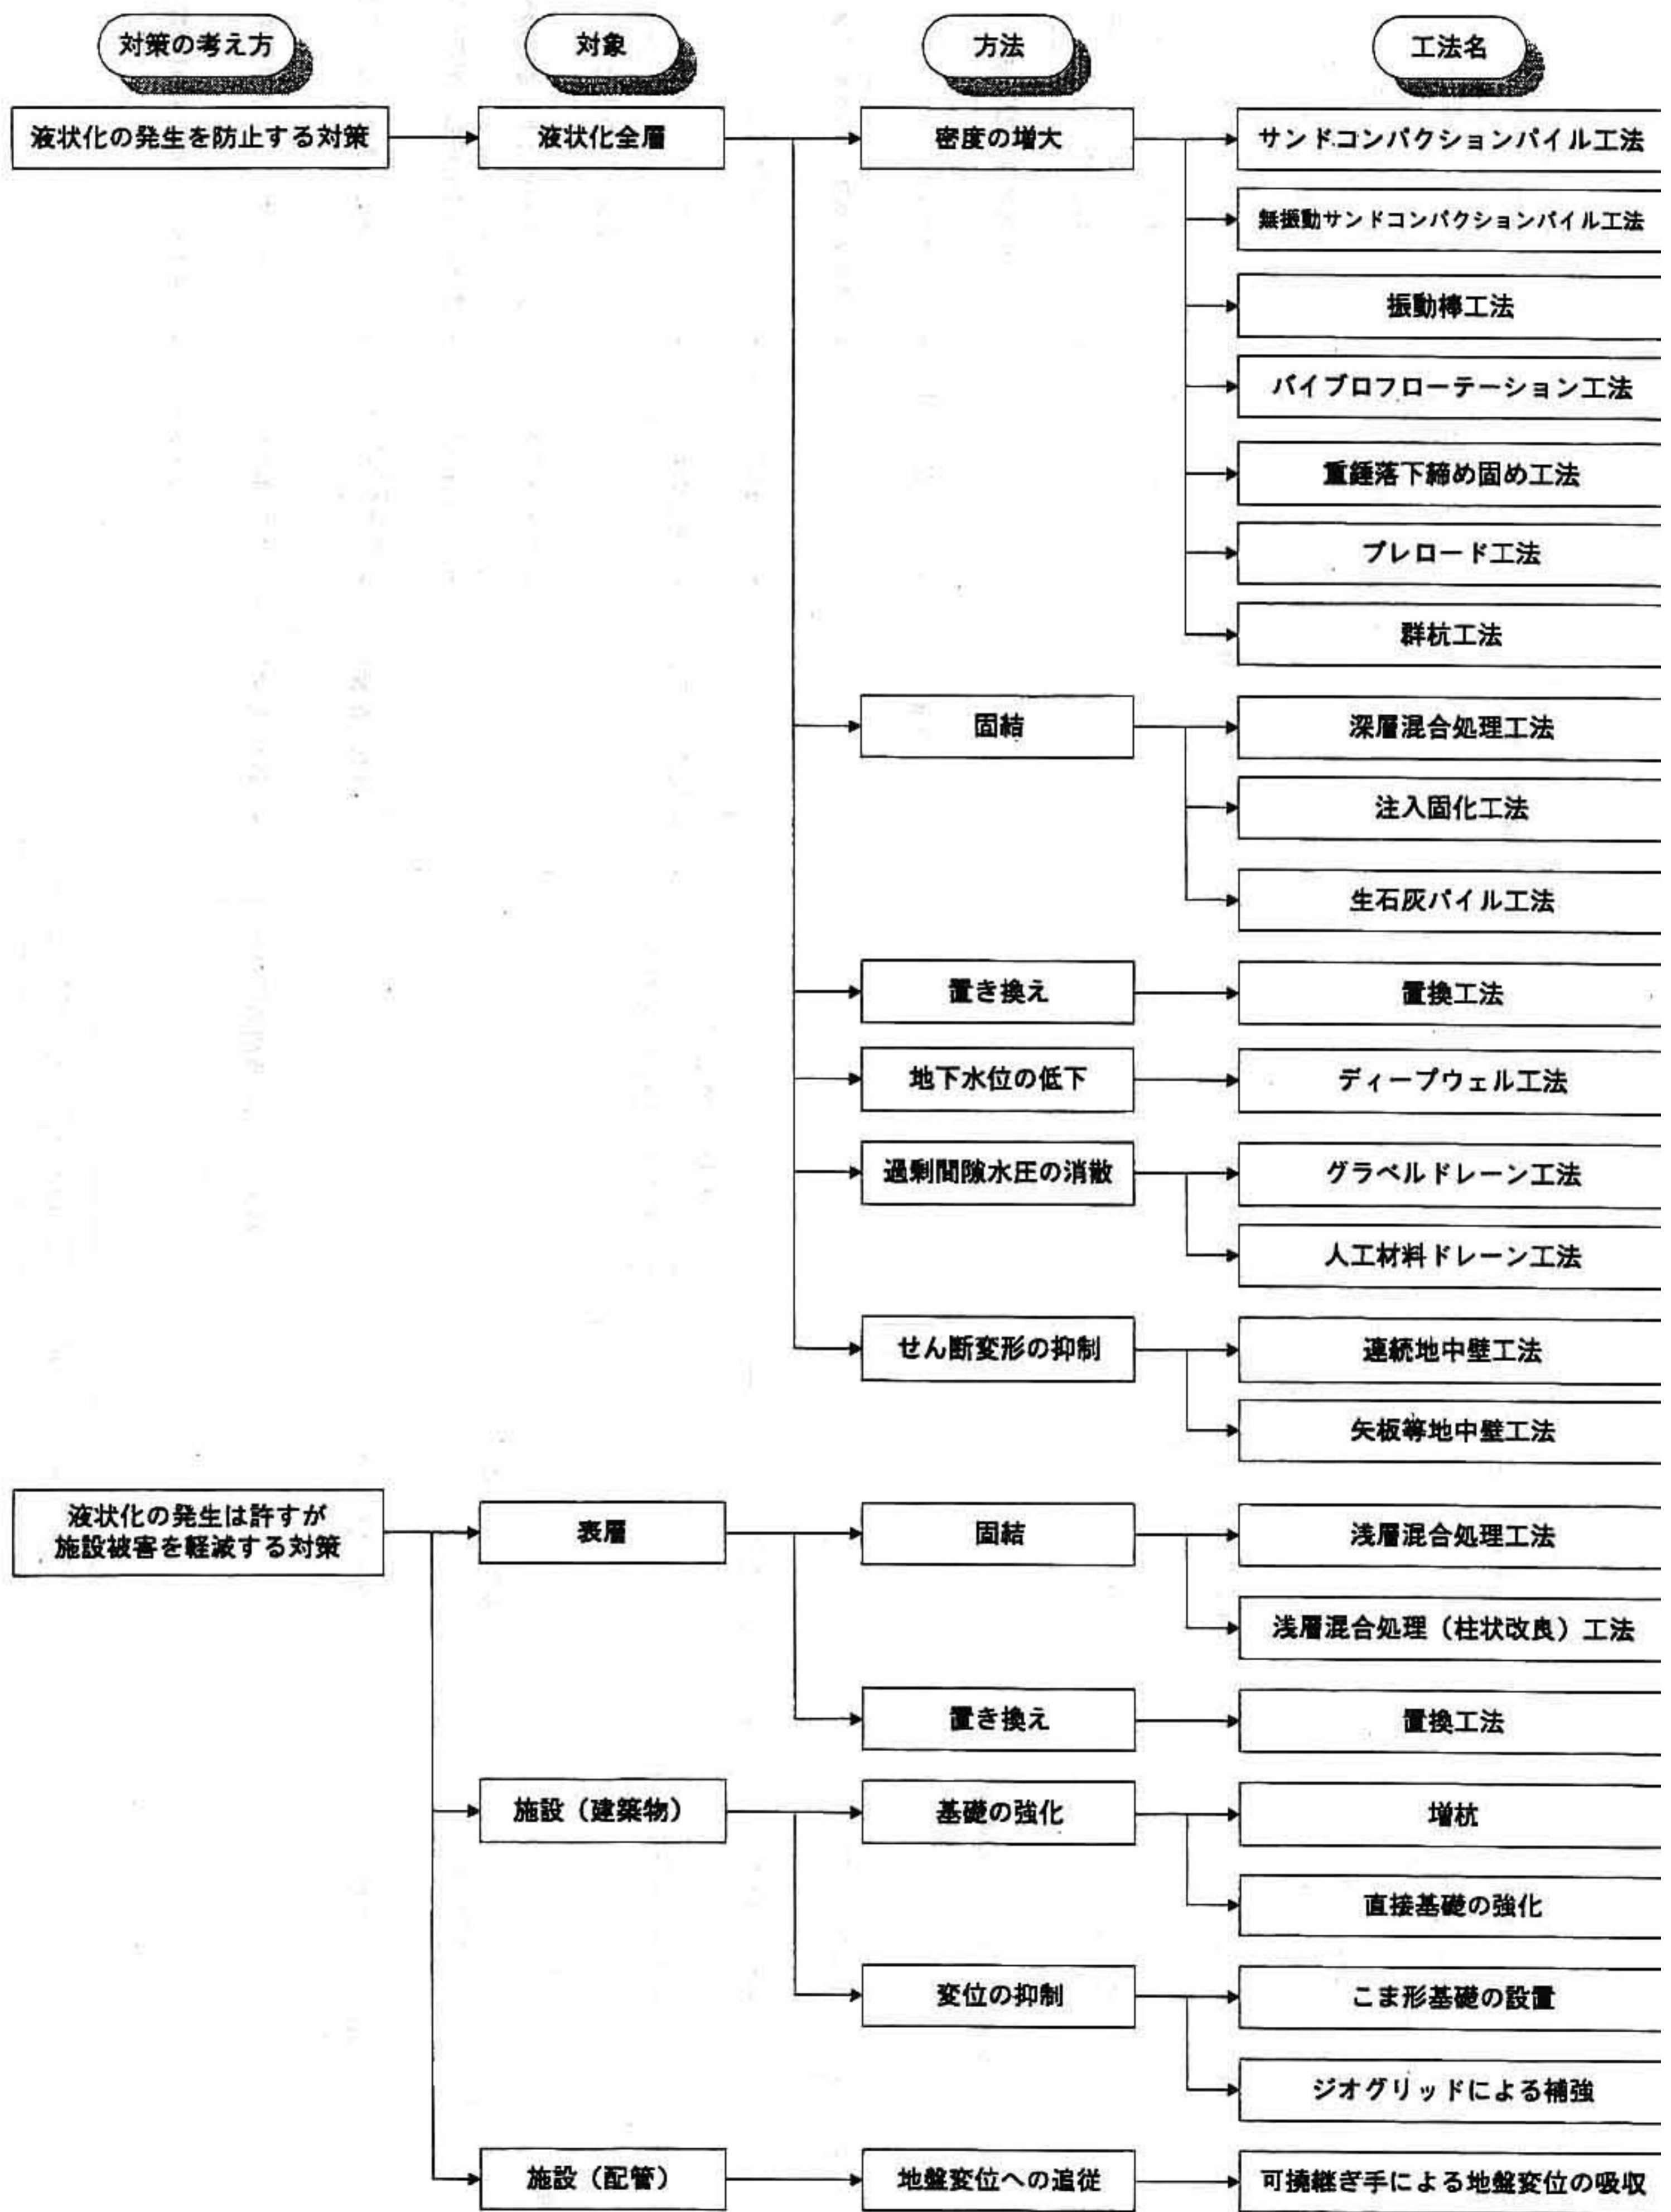 対策の考え方
対象
方法
工法名
液状化の発生を防止する対策
液状化全層
密度の増大
サンドコンパクションパイル工法
無振動サンドコンパクションパイル工法
振動棒工法
バイブロフローテーション工法
重錘落下締め固め工法
プレロード工法
群杭工法
固結
深層混合処理工法
注入固化工法
生石灰パイル工法
置き換え
置換工法
地下水位の低下
ディープウェル工法
過剰間隙水圧の消散
グラベルドレーン工法
人工材料ドレーン工法
せん断変形の抑制
連続地中壁工法
矢板等地中壁工法
液状化の発生は許すが
施設被害を軽減する対策
表層
固結
浅層混合処理工法
浅層混合処理（柱状改良）工法
置き換え
置換工法
施設（建築物）
基礎の強化
増杭
直接基礎の強化
変位の抑制
こま形基礎の設置
ジオグリッドによる補強
施設（配管）
地盤変位への追従
可撓継ぎ手による地盤変位の吸収